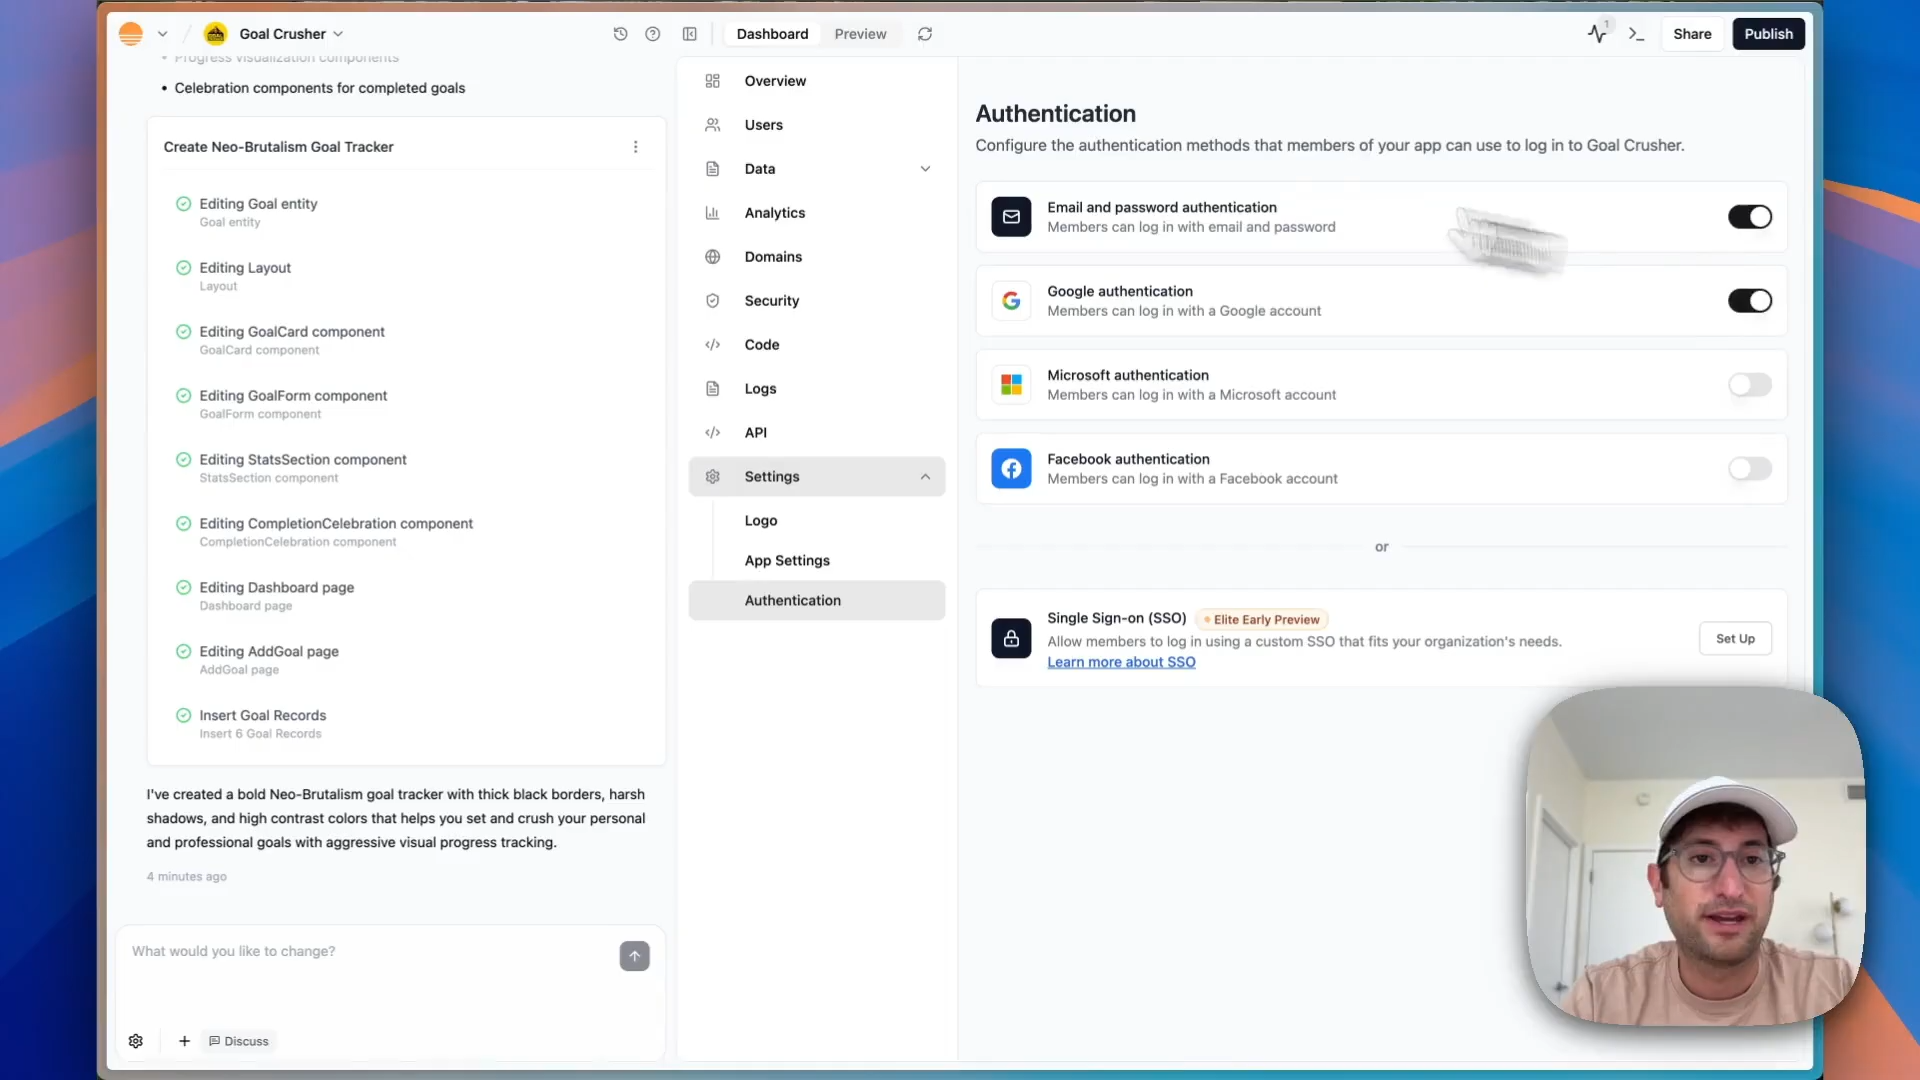 Goal Crusher
Dashboard
Preview
1
Share
Publish
Progress visualization components
Celebration components for completed goals
Create Neo-Brutalism Goal Tracker
Editing Goal entity
Goal entity
Editing Layout
Layout
Editing GoalCard component
GoalCard component
Editing GoalForm component
GoalForm component
Editing StatsSection component
StatsSection component
Editing CompletionCelebration component
CompletionCelebration component
Editing Dashboard page
Dashboard page
Editing AddGoal page
AddGoal page
Insert Goal Records
Insert 6 Goal Records
I've created a bold Neo-Brutalism goal tracker with thick black borders, harsh
shadows, and high contrast colors that helps you set and crush your personal
and professional goals with aggressive visual progress tracking.
4 minutes ago
What would you like to change?
Discuss
Overview
Users
Data
Analytics
Domains
Security
Code
Logs
API
Settings
Logo
App Settings
Authentication
Authentication
Configure the authentication methods that members of your app can use to log in to Goal Crusher.
Email and password authentication
Members can log in with email and password
Google authentication
Members can log in with a Google account
Microsoft authentication
Members can log in with a Microsoft account
Facebook authentication
Members can log in with a Facebook account
or
Single Sign-on (SSO)
Elite Early Preview
Allow members to log in using a custom SSO that fits your organization's needs.
Learn more about SSO
Set Up